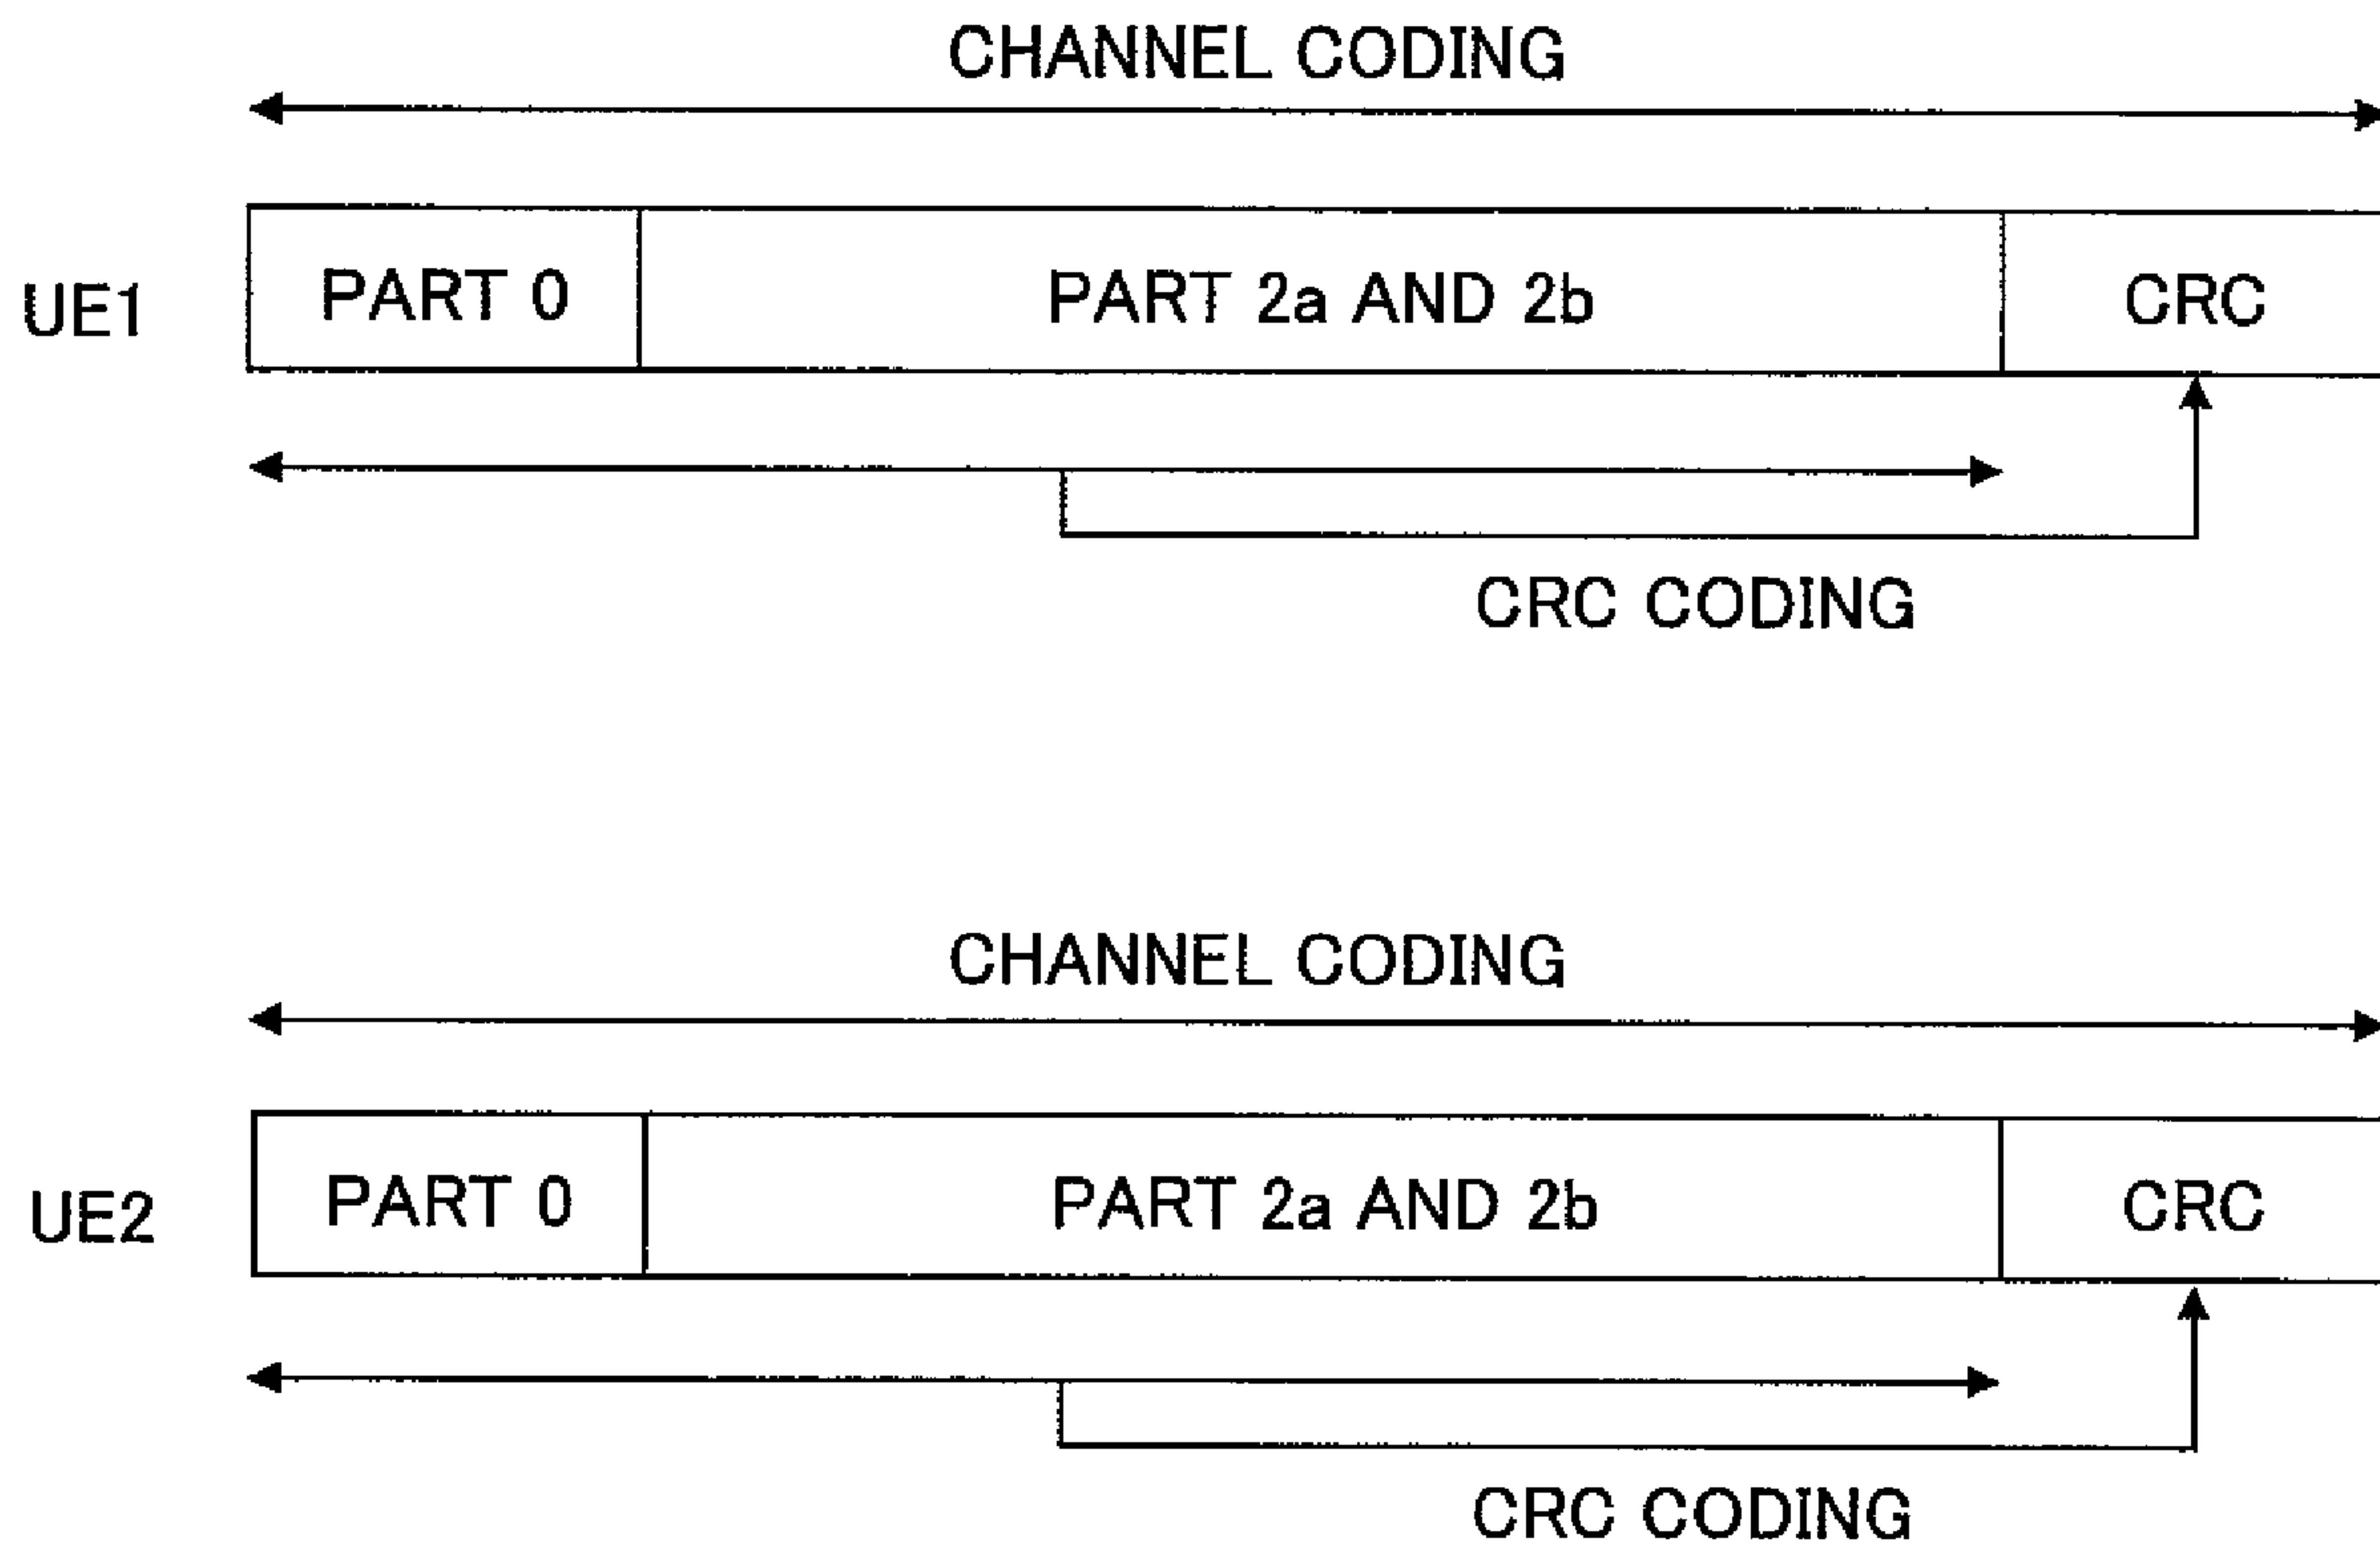 CHANNEL CODING
UE1 PART 0 PART 2a AND 2b CRC
CRC CODING
CHANNEL CODING
UE2 PART 0 PART 2a AND 2b CRC
CRC CODING